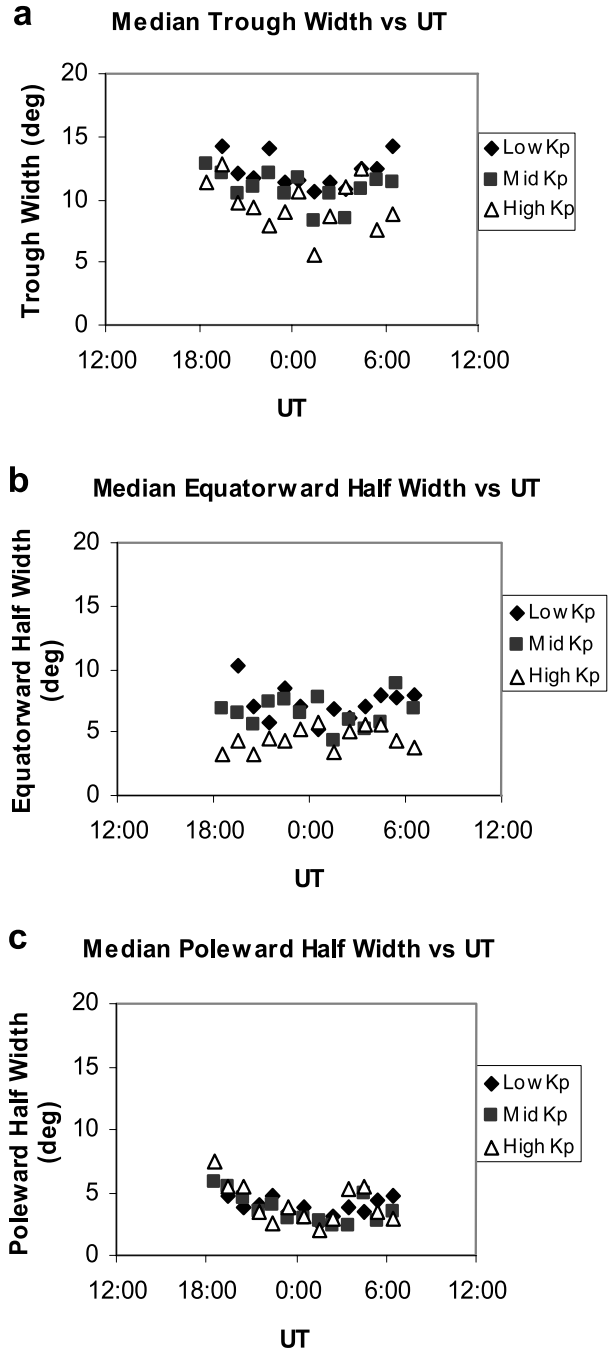 a
Median Trough Width vs UT
Trough Width (deg)
20
15
10
5
0
12:00 18:00 0:00 6:00 12:00
UT
Low Kp
Mid Kp
High Kp
b
Median Equatorward Half Width vs UT
Equatorward Half Width
(deg)
20
15
10
5
0
12:00 18:00 0:00 6:00 12:00
UT
Low Kp
Mid Kp
High Kp
c
Median Poleward Half Width vs UT
Poleward Half Width
(deg)
20
15
10
5
0
12:00 18:00 0:00 6:00 12:00
UT
Low Kp
Mid Kp
High Kp